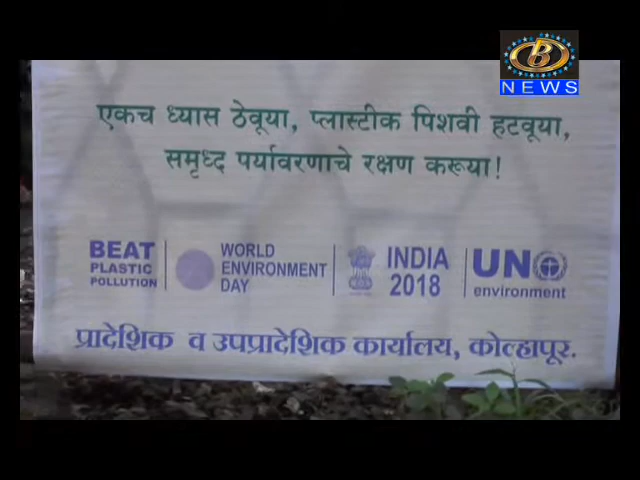 B
NEWS
एकच ध्यास ठेवूया, प्लास्टीक पिशवी हटवूया,
समृध्द पर्यावरणाचे रक्षण करूया!
BEAT
PLASTIC
POLLUTION
WORLD
ENVIRONMENT
DAY
INDIA
2018
UN
environment
प्रादेशिक व उपप्रादेशिक कार्यालय, कोल्हापूर.